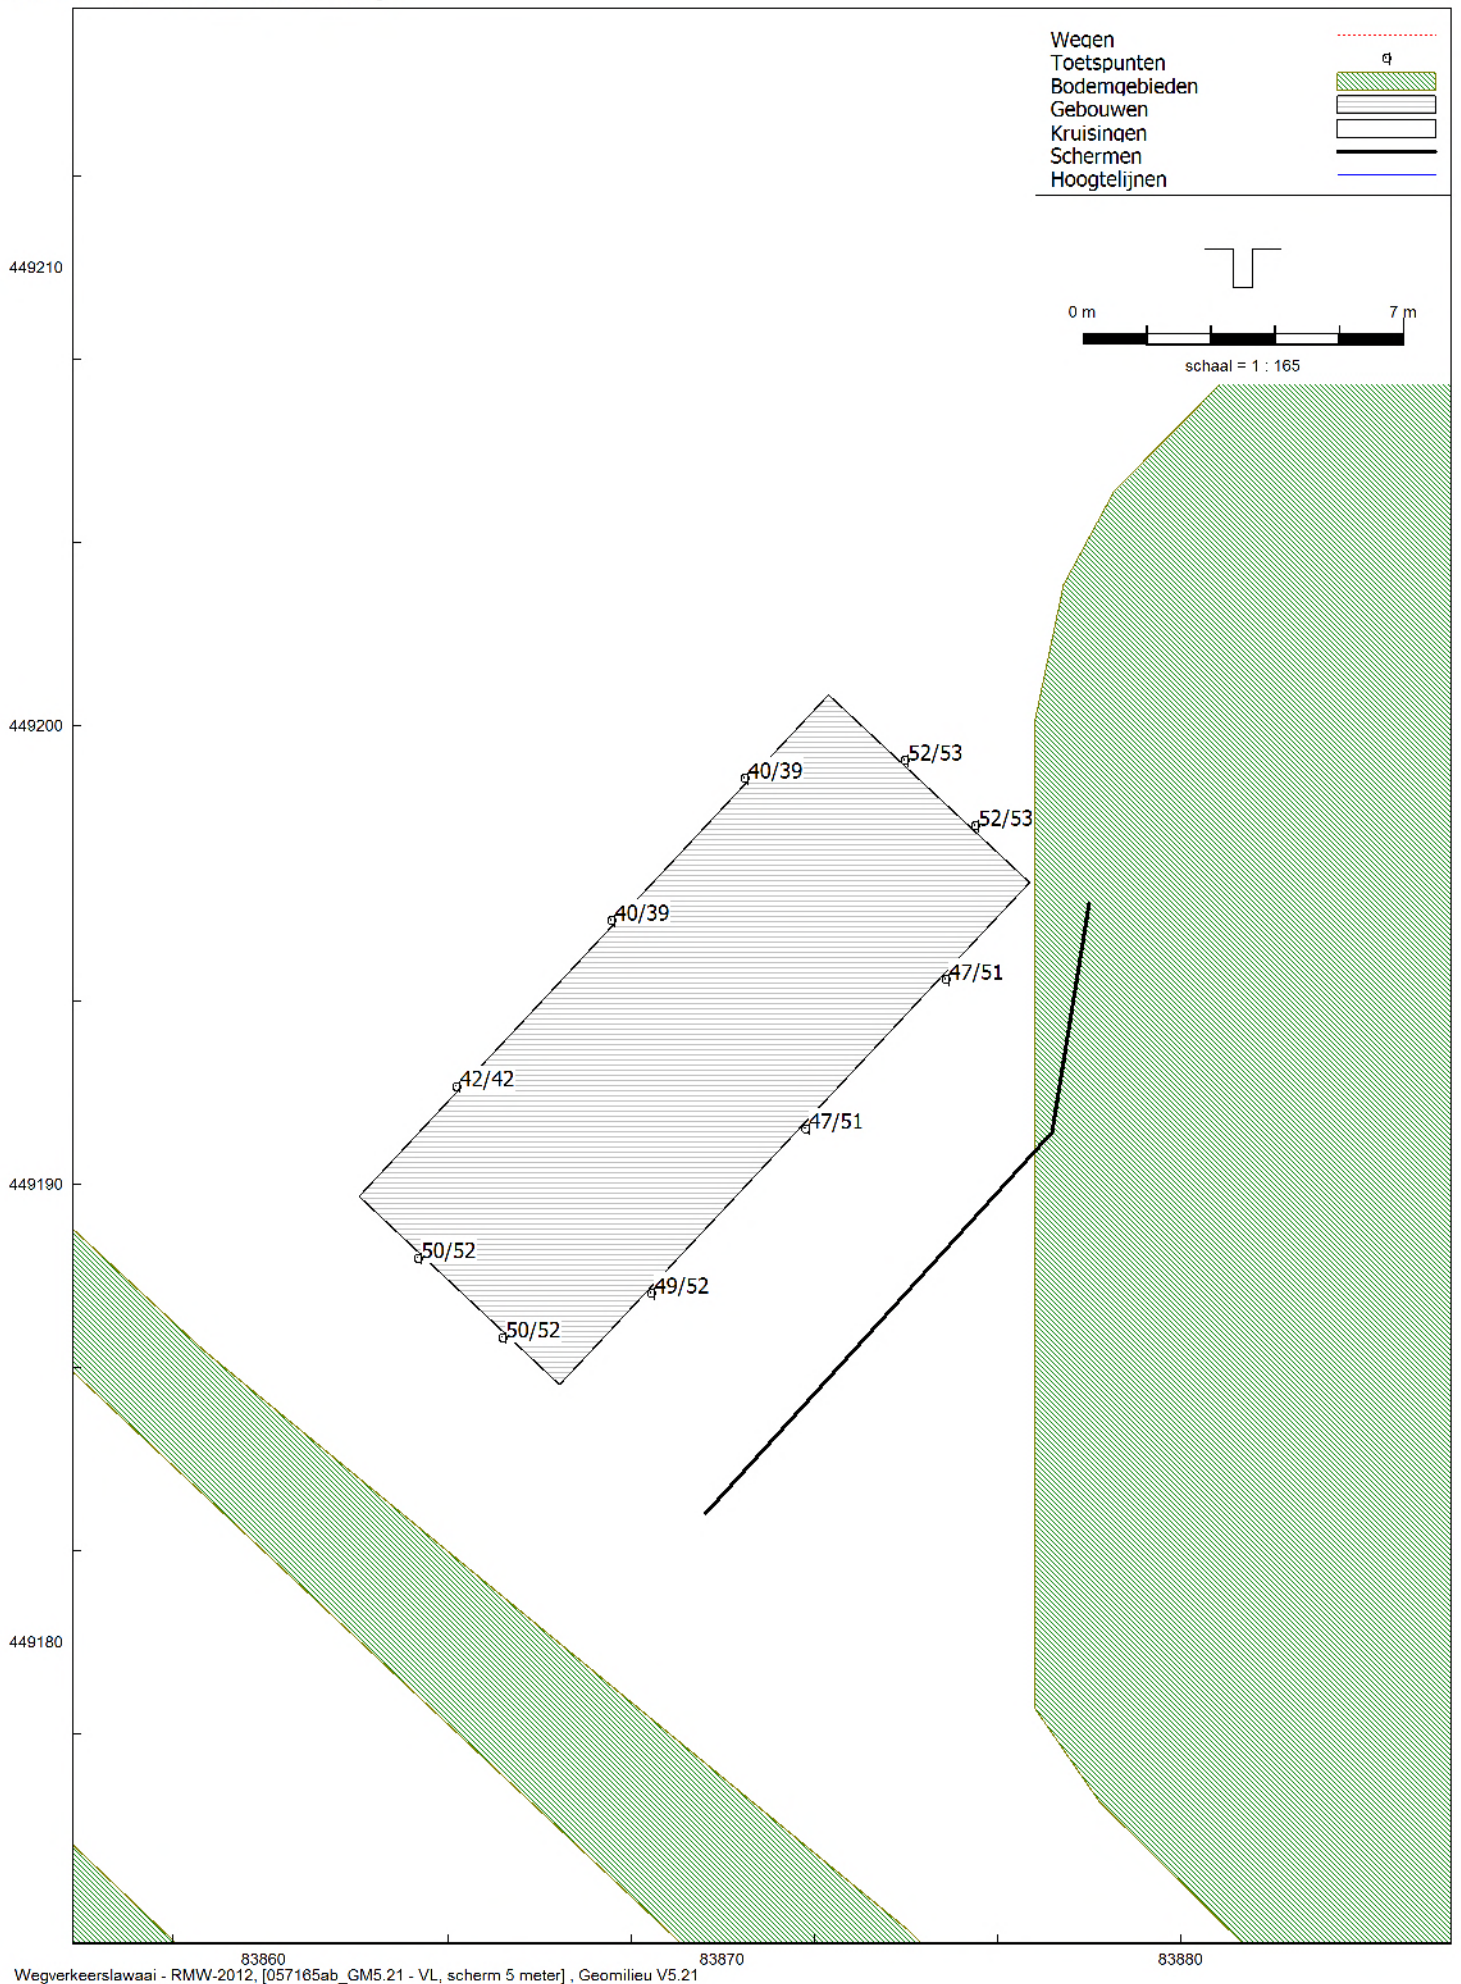 Wegen
Toetspunten
Bodemgebieden
Gebouwen
Kruisingen
Schermen
Hoogtelijnen
449210
0 m 7 m
schaal = 1 : 165
449200
52/53
40/39
52/53
40/39
47/51
42/42
47/51
449190
50/52
49/52
50/52
449180
83860 83870 83880
Wegverkeerslawaai - RMW-2012, [057165ab_GM5.21 - VL, scherm 5 meter] , Geomilieu V5.21